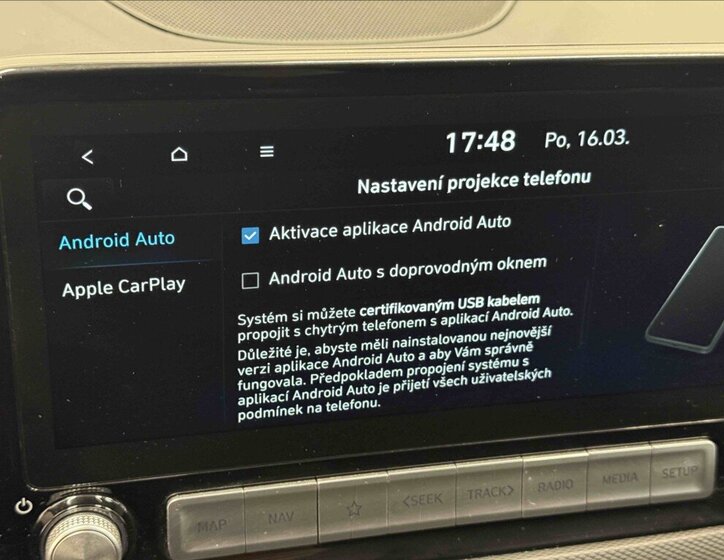 17:48 Po, 16.03.
Nastavení projekce telefonu
Android Auto
Apple CarPlay
Aktivace aplikace Android Auto
Android Auto s doprovodným oknem
Systém si můžete certifikovaným USB kabelem
propojit s chytrým telefonem s aplikací Android Auto.
Důležité je, abyste měli nainstalovanou nejnovější
verzi aplikace Android Auto a aby Vám správně
fungovala. Předpokladem propojení systému s
aplikací Android Auto je přijetí všech uživatelských
podmínek na telefonu.
MAP NAV <SEEK TRACK> RADIO MEDIA SETUP